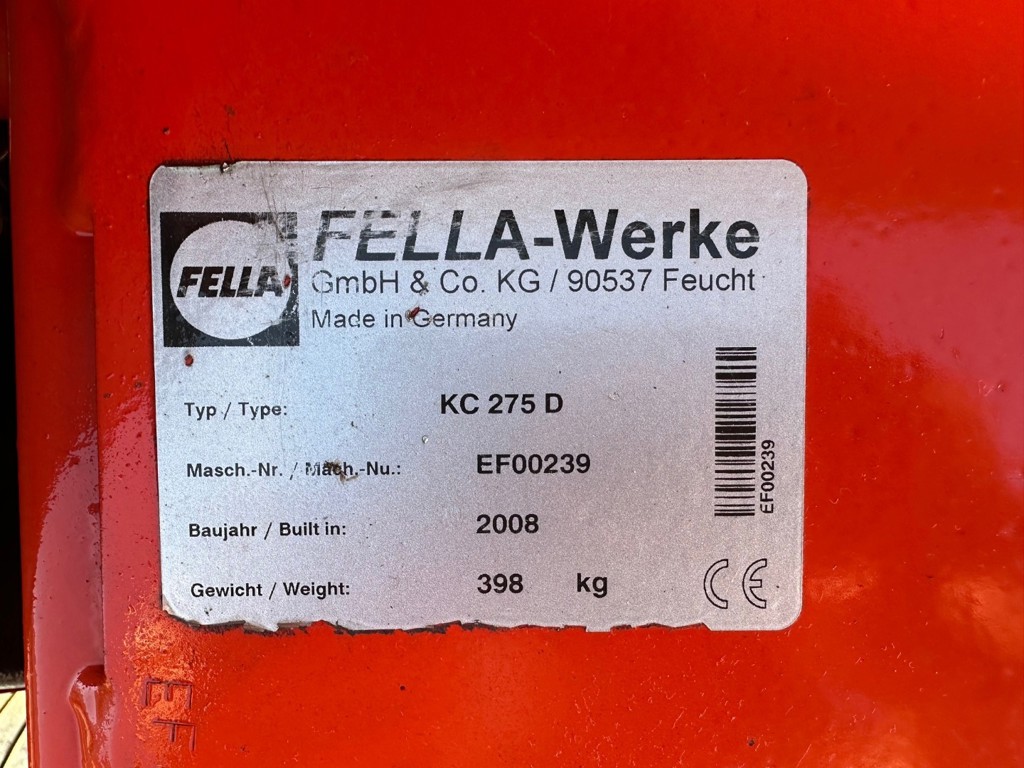 FELLA
FELLA-Werke
GmbH & Co. KG / 90537 Feucht
Made in Germany
Typ / Type: KC 275 D
Masch.-Nr. / Mach.-Nu.: EF00239
Baujahr / Built in: 2008
Gewicht / Weight: 398 kg
EF00239
CE
EF